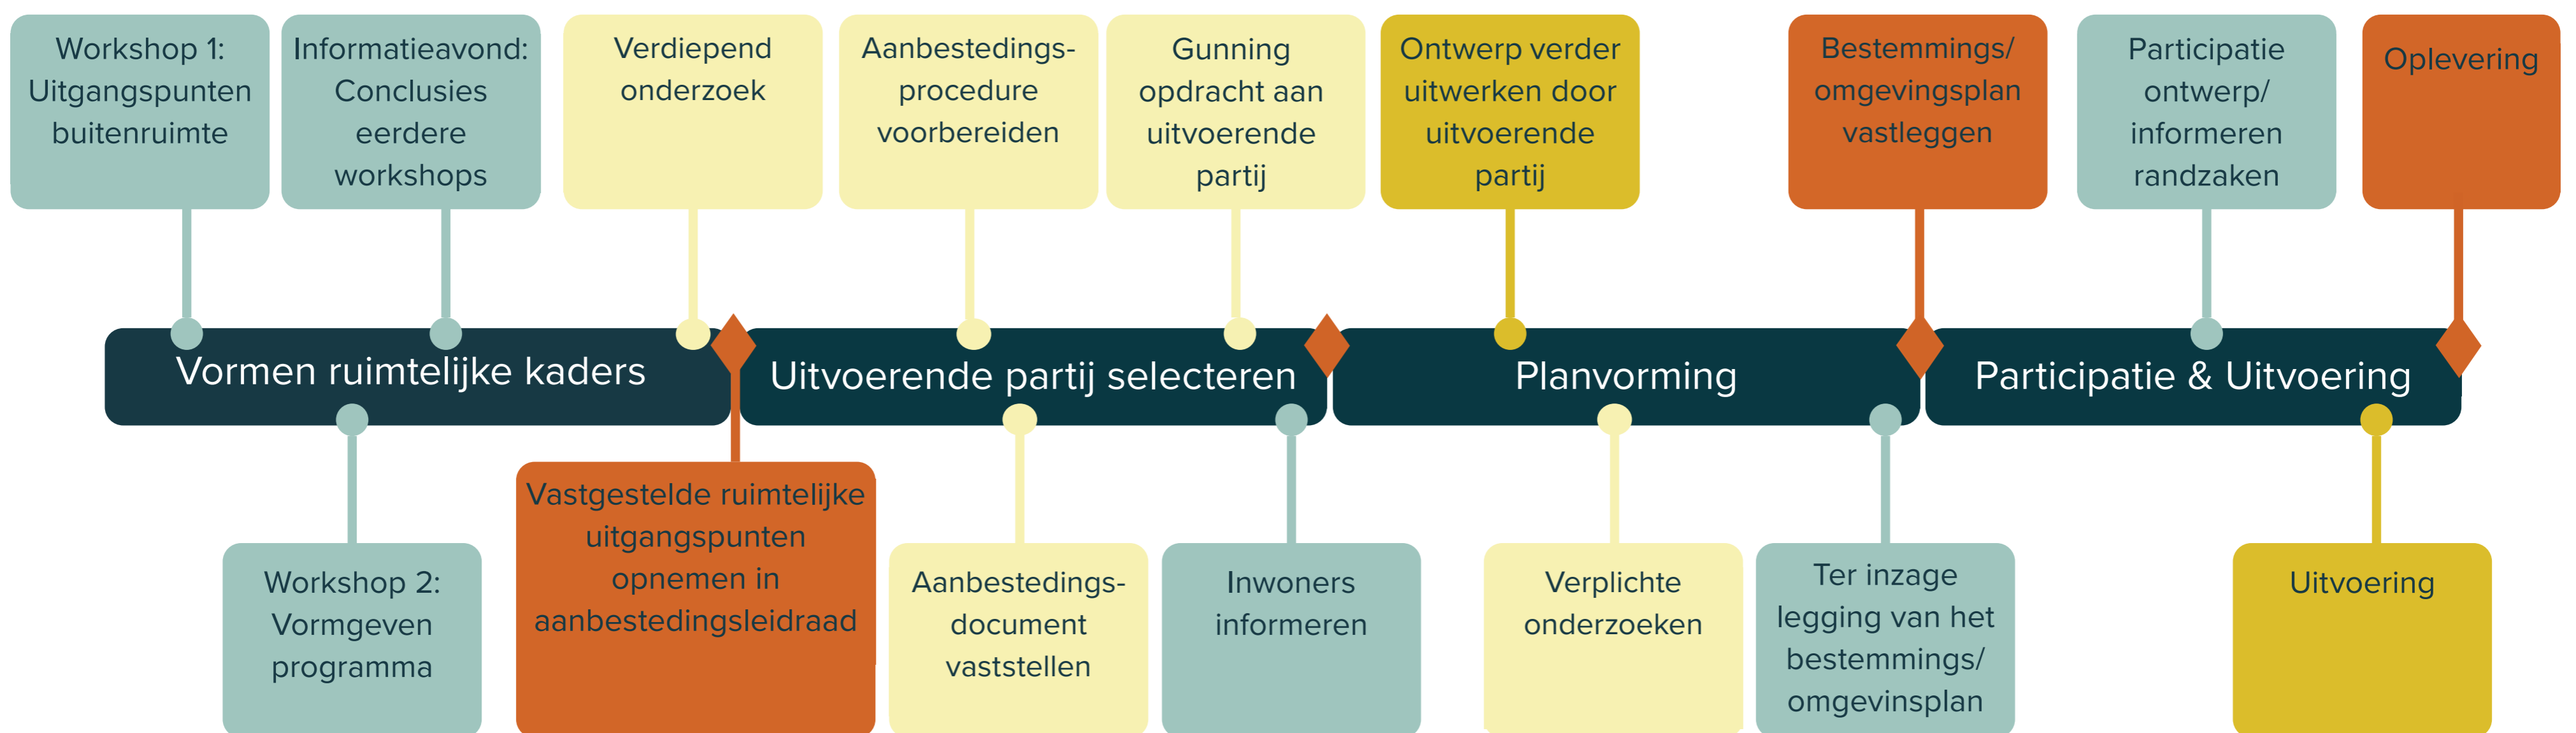 Workshop 1:
Uitgangspunten
buitenruimte
Informatieavond:
Conclusies
eerdere
workshops
Verdiepend
onderzoek
Aanbestedings-
procedure
voorbereiden
Gunning
opdracht aan
uitvoerende
partij
Ontwerp verder
uitwerken door
uitvoerende
partij
Bestemmings/
omgevingsplan
vastleggen
Participatie
ontwerp/
informeren
randzaken
Oplevering
Vormen ruimtelijke kaders
Uitvoerende partij selecteren
Planvorming
Participatie & Uitvoering
Workshop 2:
Vormgeven
programma
Vastgestelde ruimtelijke
uitgangspunten
opnemen in
aanbestedingsleidraad
Aanbestedings-
document
vaststellen
Inwoners
informeren
Verplichte
onderzoeken
Ter inzage
legging van het
bestemmings/
omgevinsplan
Uitvoering